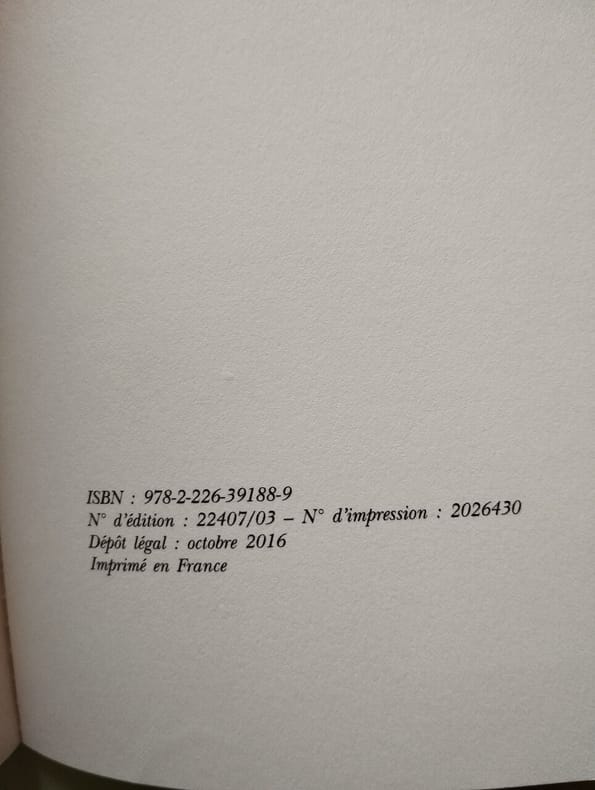 ISBN : 978-2-226-39188-9
N° d'édition : 22407/03 – N° d'impression : 2026430
Dépôt légal : octobre 2016
Imprimé en France